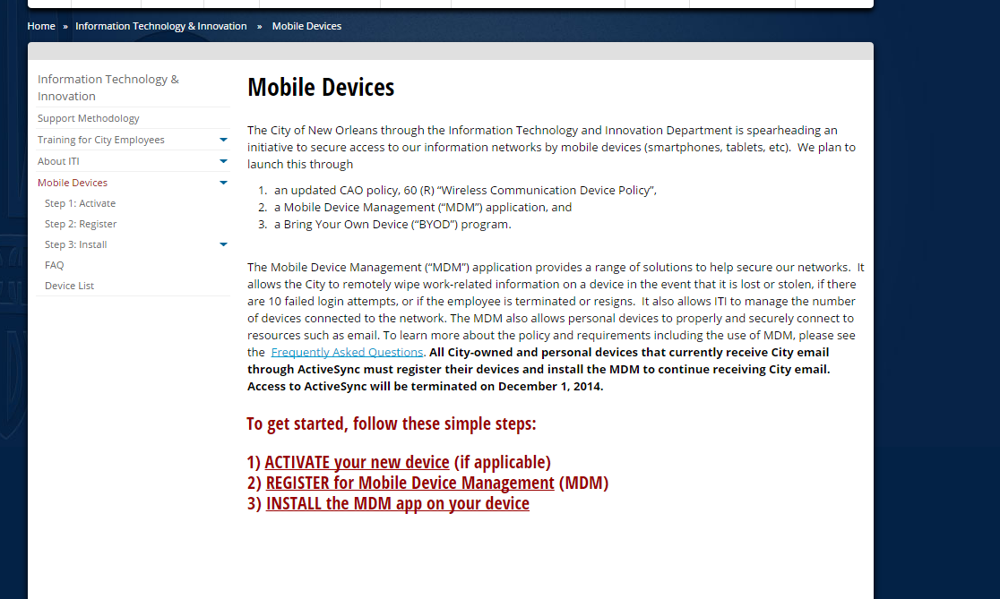 Home » Information Technology & Innovation » Mobile Devices
Information Technology &
Innovation
Support Methodology
Training for City Employees
About ITI
Mobile Devices
Step 1: Activate
Step 2: Register
Step 3: Install
FAQ
Device List
Mobile Devices
The City of New Orleans through the Information Technology and Innovation Department is spearheading an
initiative to secure access to our information networks by mobile devices (smartphones, tablets, etc).  We plan to
launch this through
1. an updated CAO policy, 60 (R) “Wireless Communication Device Policy”,
2. a Mobile Device Management (“MDM”) application, and
3. a Bring Your Own Device (“BYOD”) program.
The Mobile Device Management (“MDM”) application provides a range of solutions to help secure our networks.  It
allows the City to remotely wipe work-related information on a device in the event that it is lost or stolen, if there
are 10 failed login attempts, or if the employee is terminated or resigns.  It also allows ITI to manage the number
of devices connected to the network. The MDM also allows personal devices to properly and securely connect to
resources such as email. To learn more about the policy and requirements including the use of MDM, please see
the  Frequently Asked Questions. All City-owned and personal devices that currently receive City email
through ActiveSync must register their devices and install the MDM to continue receiving City email.
Access to ActiveSync will be terminated on December 1, 2014.
To get started, follow these simple steps:
1) ACTIVATE your new device (if applicable)
2) REGISTER for Mobile Device Management (MDM)
3) INSTALL the MDM app on your device